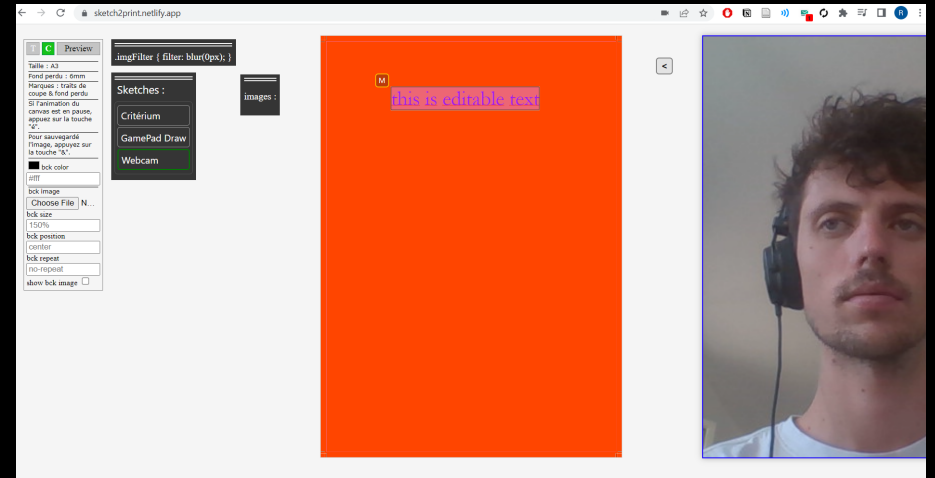 sketch2print.netlify.app
R
T C Preview
Taille : A3
Fond perdu : 6mm
Marques : traits de
coupe & fond perdu
Si l'animation du
canvas est en pause,
appuez sur la touche
"é".
Pour sauvegardé
l'image, appuyez sur
la touche "&".
bck color
#fff
bck image
Choose File N...
bck size
150%
bck position
center
bck repeat
no-repeat
show bck image
.imgFilter { filter: blur(0px); }
Sketches :
Critérium
GamePad Draw
Webcam
images :
M
this is editable text
<